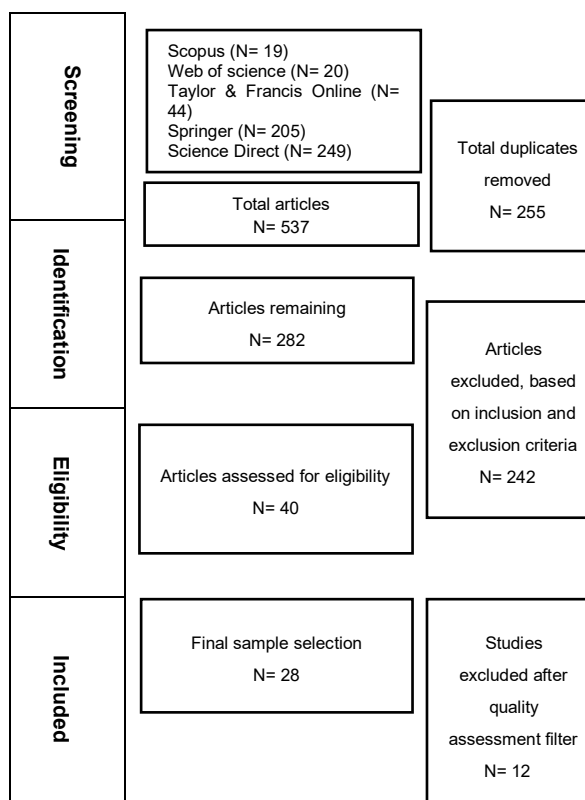 Screening
Scopus (N= 19)
Web of science (N= 20)
Taylor & Francis Online (N=
44)
Springer (N= 205)
Science Direct (N= 249)
Total articles
N= 537
Total duplicates
removed
N= 255
Identification
Articles remaining
N= 282
Articles
excluded, based
on inclusion and
exclusion criteria
N= 242
Eligibility
Articles assessed for eligibility
N= 40
Included
Final sample selection
N= 28
Studies
excluded after
quality
assessment filter
N= 12